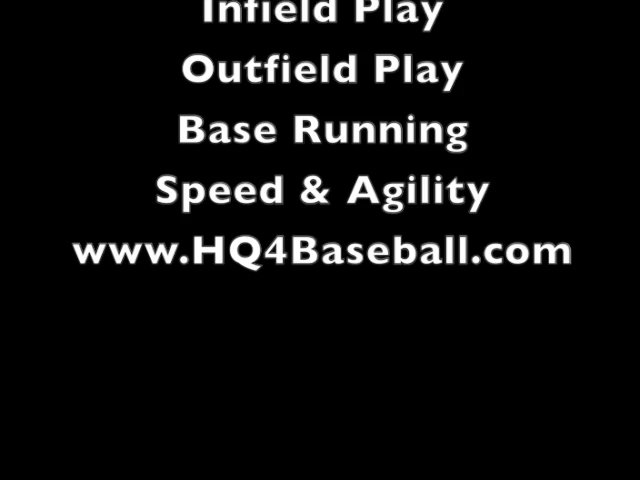 Infield Play
Outfield Play
Base Running
Speed & Agility
www.HQ4Baseball.com